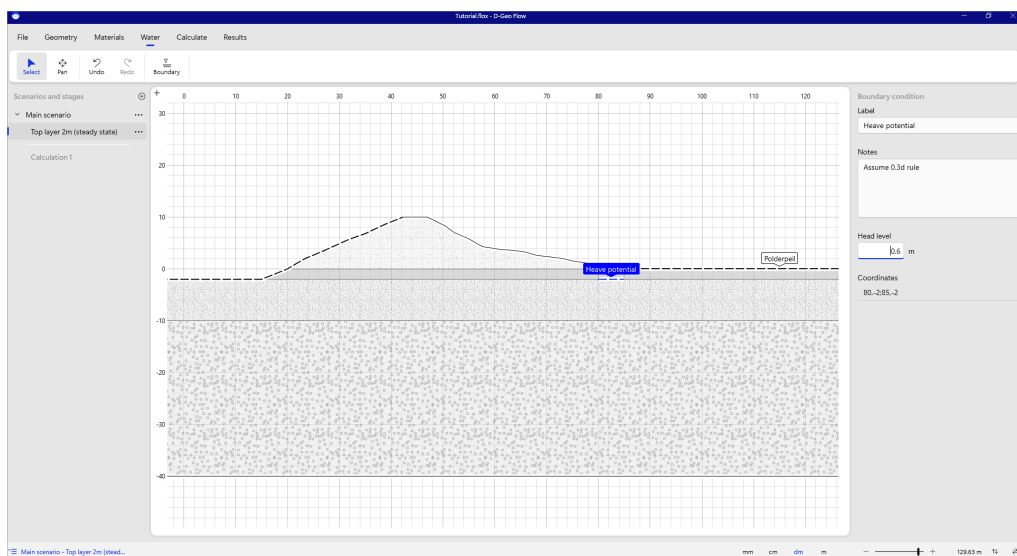 Tutorial.flox - D-Geo Flow
File Geometry Materials Water Calculate Results
Select Pan Undo Redo Boundary
Scenarios and stages
Main scenario
Top layer 2m (steady state)
Calculation 1
0 10 20 30 40 50 60 70 80 90 100 110 120
30
20
10
0
-10
-20
-30
-40
Polderpeil
Heave potential
Boundary condition
Label
Heave potential
Notes
Assume 0.3d rule
Head level
0.6 m
Coordinates
80,-2;85,-2
Main scenario - Top layer 2m (stead...
mm cm dm m
129.63 m